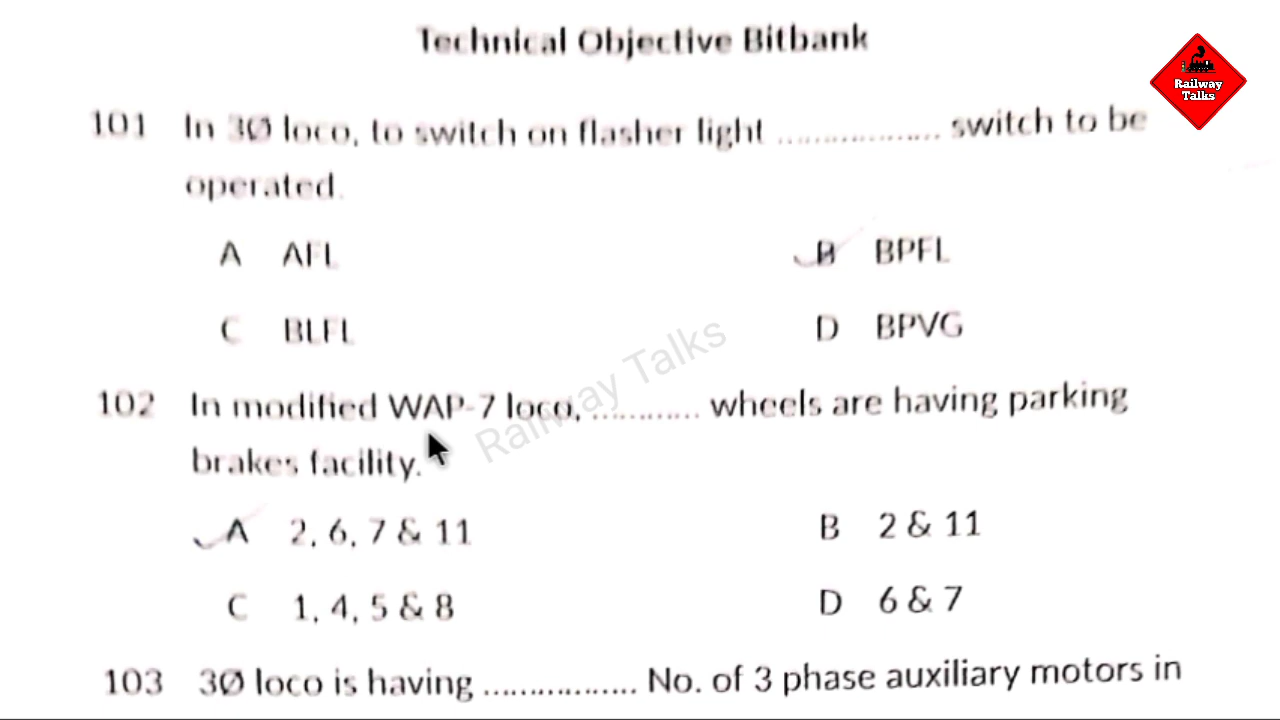 Technical Objective Bitbank
Railway
Talks
101 In 3Ø loco, to switch on flasher light .................. switch to be
operated.
A AFL B BPFL
C BLFL D BPVG
Railway Talks
102 In modified WAP-7 loco, ............ wheels are having parking
brakes facility.
A 2, 6, 7 & 11 B 2 & 11
C 1, 4, 5 & 8 D 6 & 7
103 3Ø loco is having ................. No. of 3 phase auxiliary motors in